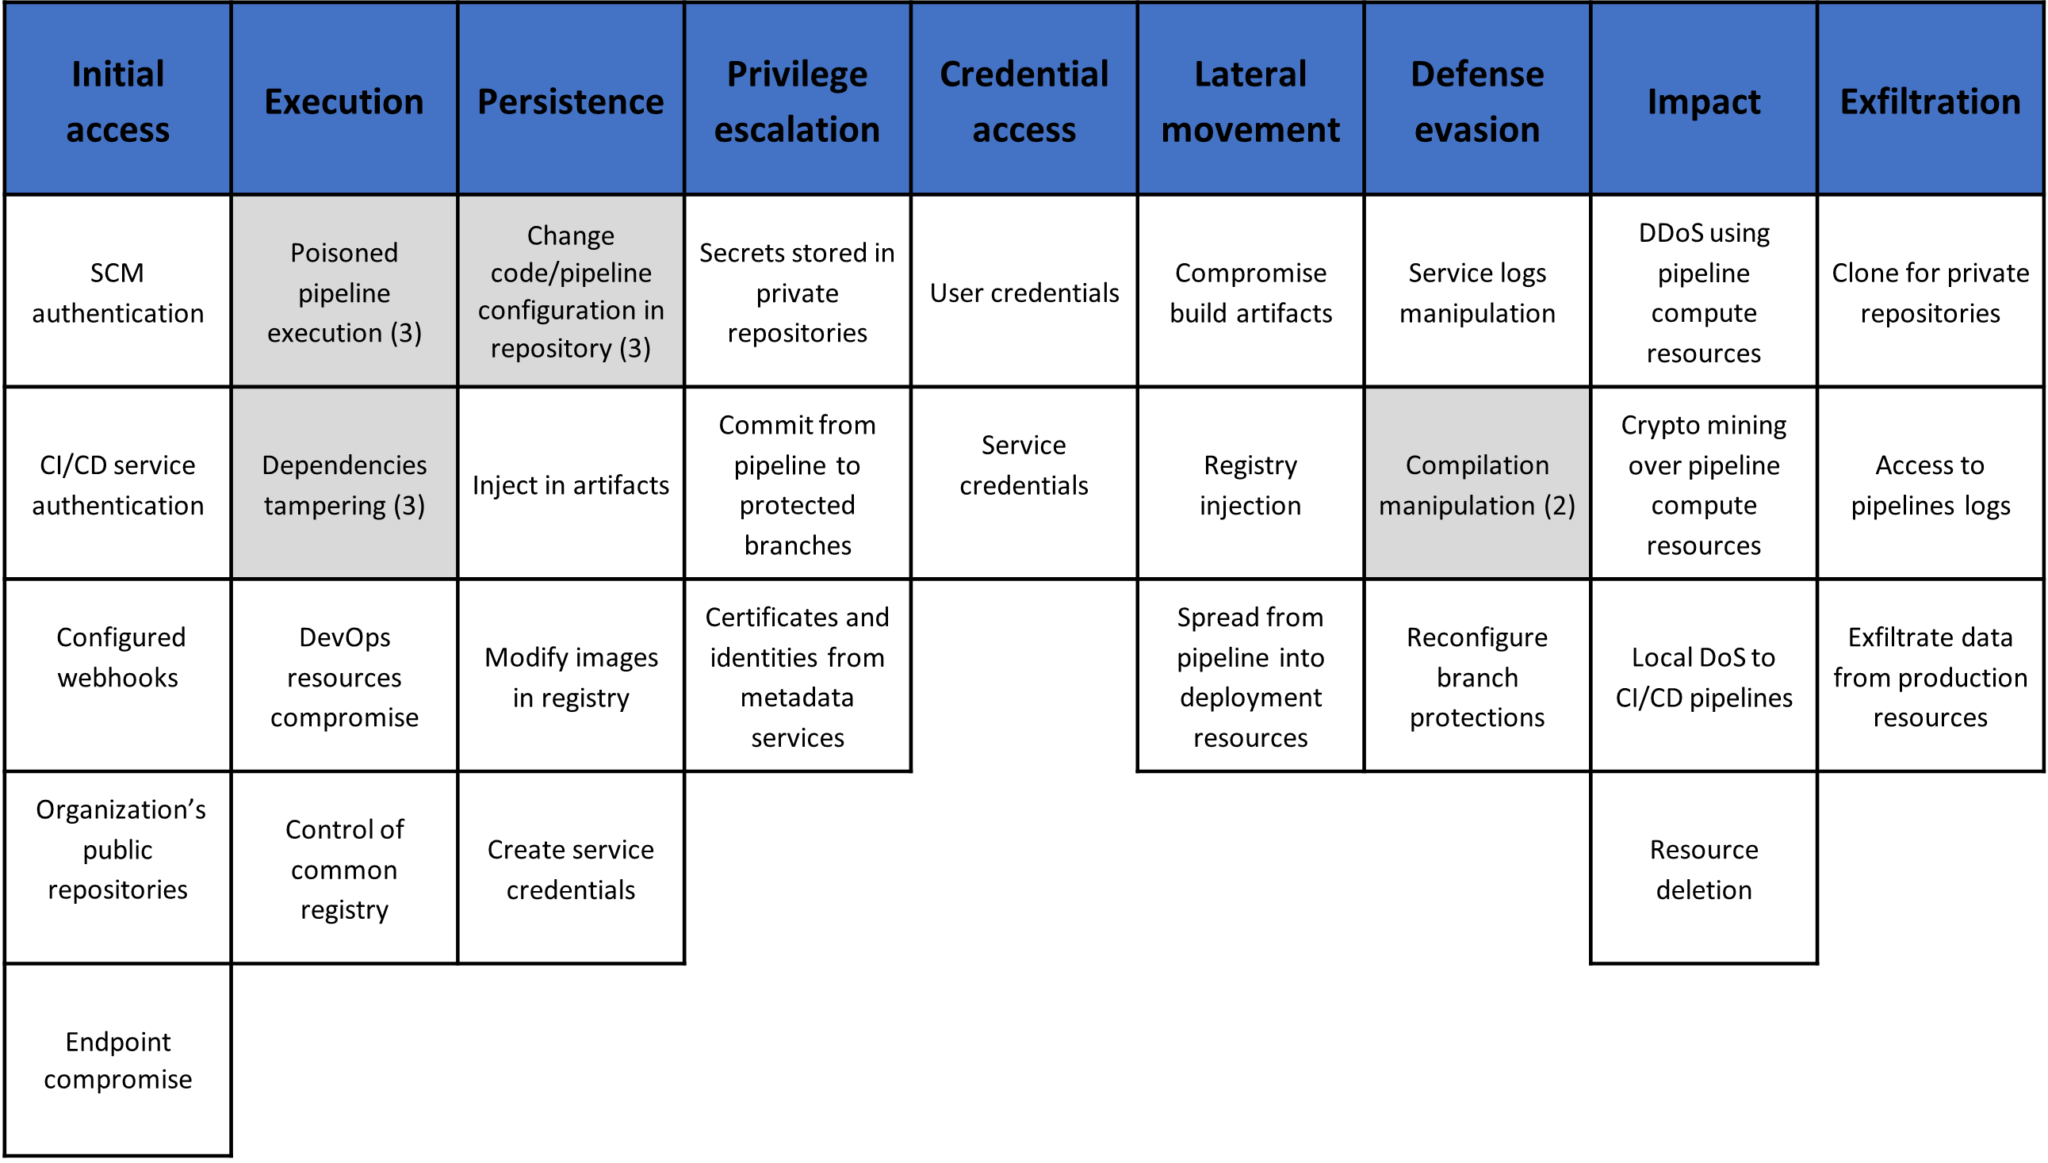 Initial
access
Execution
Persistence
Privilege
escalation
Credential
access
Lateral
movement
Defense
evasion
Impact
Exfiltration
SCM
authentication
Poisoned
pipeline
execution (3)
Change
code/pipeline
configuration in
repository (3)
Secrets stored in
private
repositories
User credentials
Compromise
build artifacts
Service logs
manipulation
DDoS using
pipeline
compute
resources
Clone for private
repositories
CI/CD service
authentication
Dependencies
tampering (3)
Inject in artifacts
Commit from
pipeline to
protected
branches
Service
credentials
Registry
injection
Compilation
manipulation (2)
Crypto mining
over pipeline
compute
resources
Access to
pipelines logs
Configured
webhooks
DevOps
resources
compromise
Modify images
in registry
Certificates and
identities from
metadata
services
Spread from
pipeline into
deployment
resources
Reconfigure
branch
protections
Local DoS to
CI/CD pipelines
Exfiltrate data
from production
resources
Organization’s
public
repositories
Control of
common
registry
Create service
credentials
Resource
deletion
Endpoint
compromise